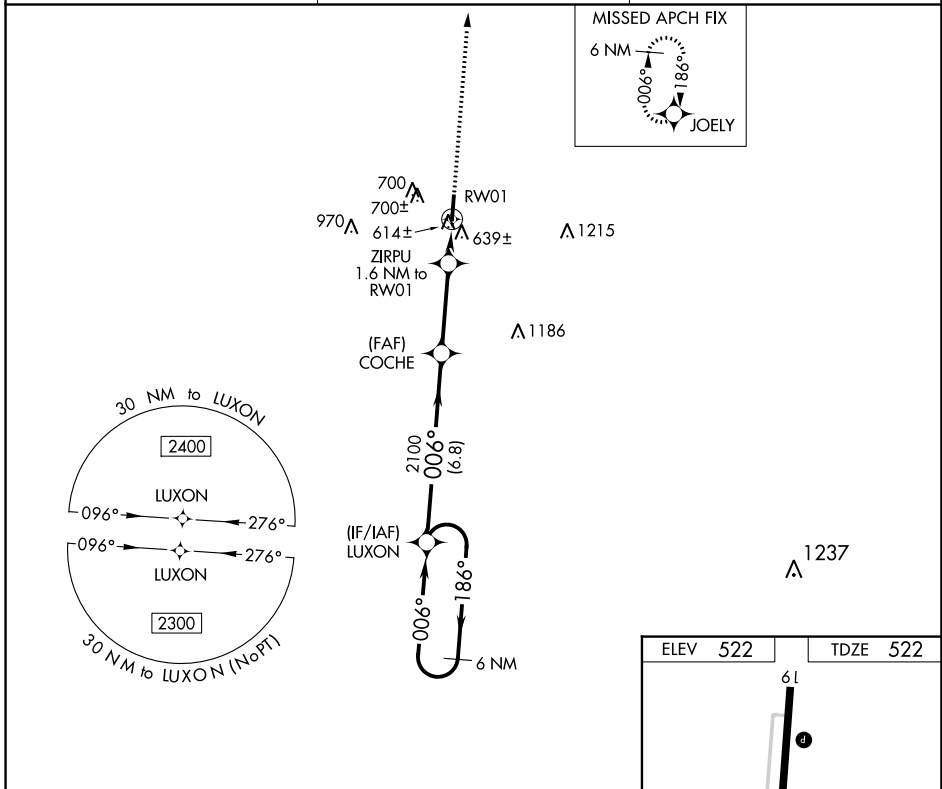 MISSED APCH FIX
6 NM
006°
186°
JOELY
700
700±
970
614±
RW01
639±
1215
ZIRPU
1.6 NM to
RW01
1186
(FAF)
COCHE
2100
006°
(6.8)
30 NM to LUXON
2400
LUXON
096°
276°
096°
276°
LUXON
2300
30 NM to LUXON (NoPT)
(IF/IAF)
LUXON
006°
186°
6 NM
1237
ELEV 522
TDZE 522
19
P